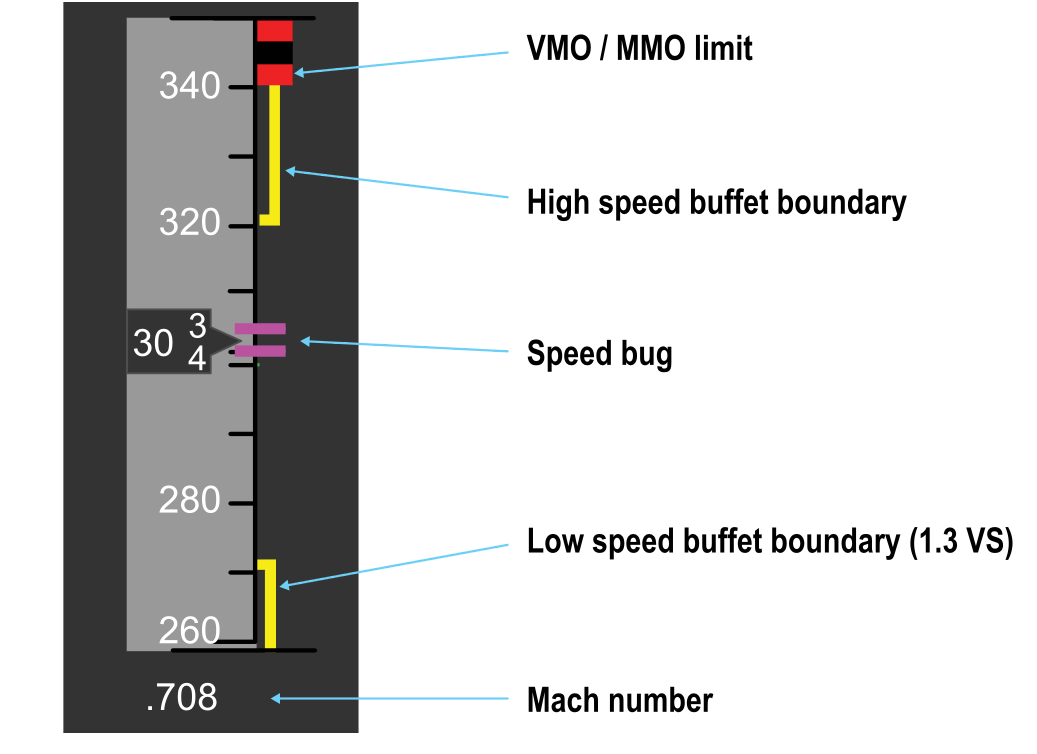 VMO / MMO limit
340
High speed buffet boundary
320
3
30
4
Speed bug
280
Low speed buffet boundary (1.3 VS)
260
.708
Mach number